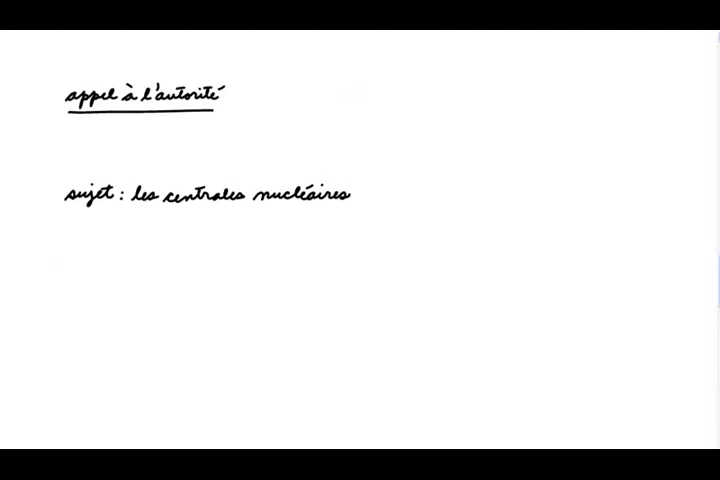 appel à l'autorité
sujet : les centrales nucléaires